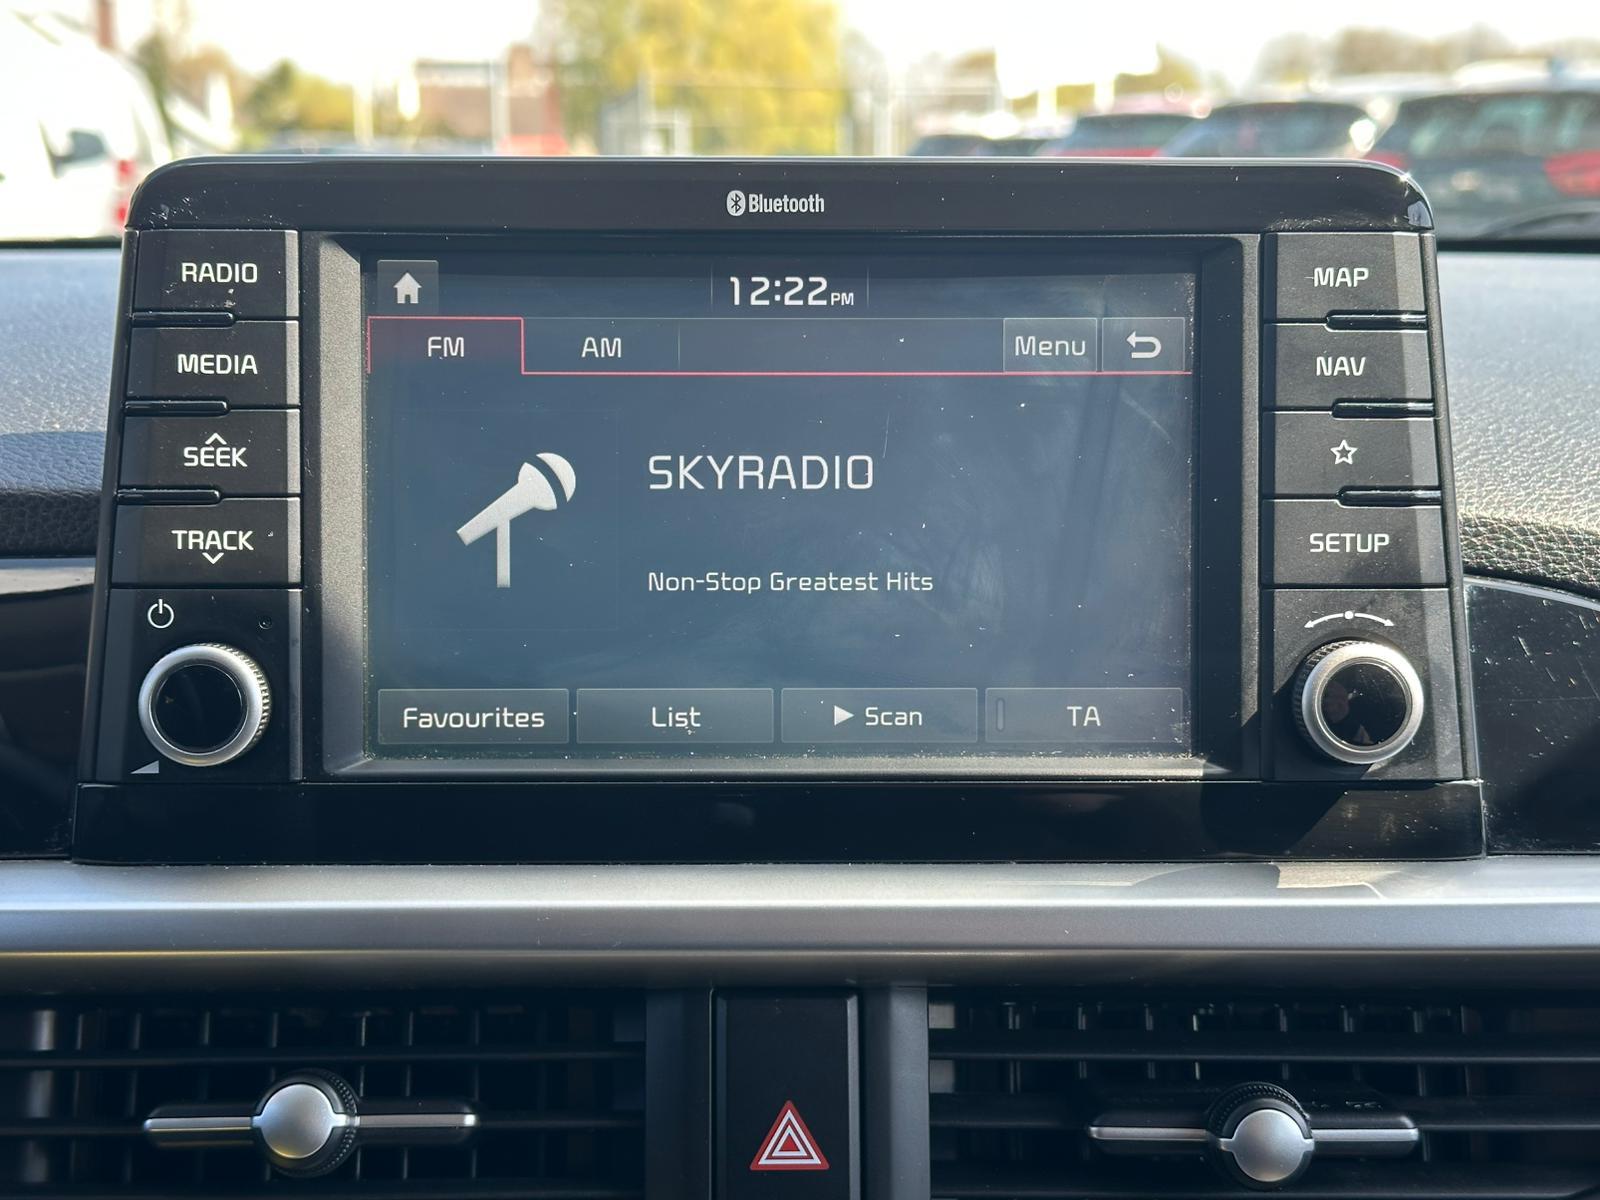 Bluetooth
RADIO
MEDIA
SEEK
TRACK
12:22PM
FM
AM
Menu
SKYRADIO
Non-Stop Greatest Hits
Favourites
List
Scan
TA
MAP
NAV
SETUP